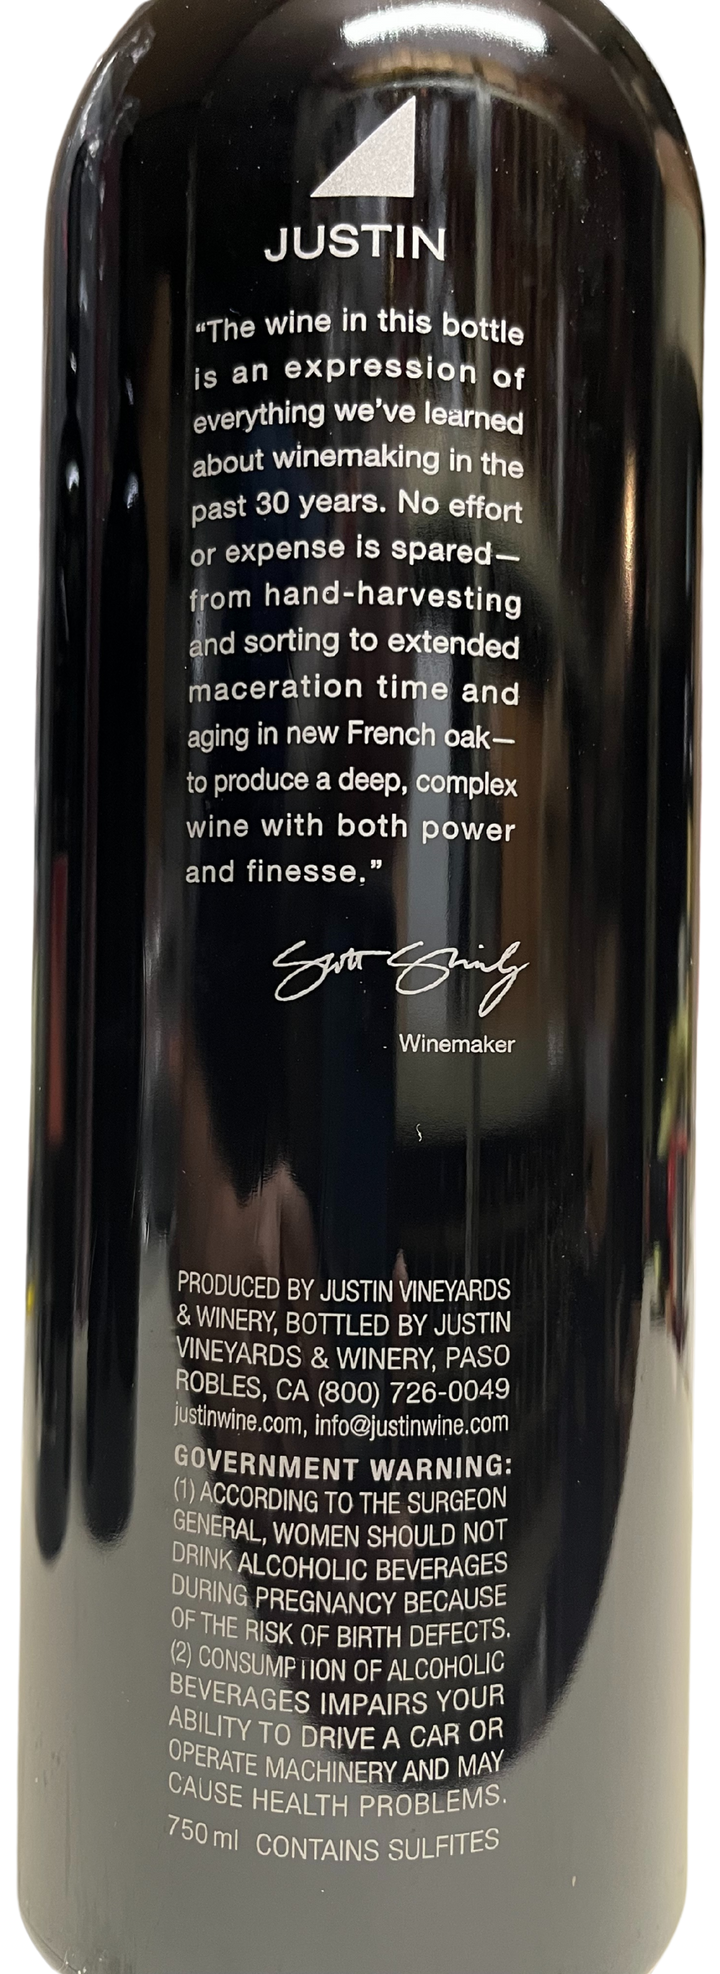 JUSTIN
“The wine in this bottle
is an expression of
everything we’ve learned
about winemaking in the
past 30 years. No effort
or expense is spared—
from hand-harvesting
and sorting to extended
maceration time and
aging in new French oak—
to produce a deep, complex
wine with both power
and finesse.”
Scott Shirley
Winemaker
PRODUCED BY JUSTIN VINEYARDS
& WINERY, BOTTLED BY JUSTIN
VINEYARDS & WINERY, PASO
ROBLES, CA (800) 726-0049
justinwine.com, info@justinwine.com
GOVERNMENT WARNING:
(1) ACCORDING TO THE SURGEON
GENERAL, WOMEN SHOULD NOT
DRINK ALCOHOLIC BEVERAGES
DURING PREGNANCY BECAUSE
OF THE RISK OF BIRTH DEFECTS.
(2) CONSUMPTION OF ALCOHOLIC
BEVERAGES IMPAIRS YOUR
ABILITY TO DRIVE A CAR OR
OPERATE MACHINERY AND MAY
CAUSE HEALTH PROBLEMS.
750 ml CONTAINS SULFITES